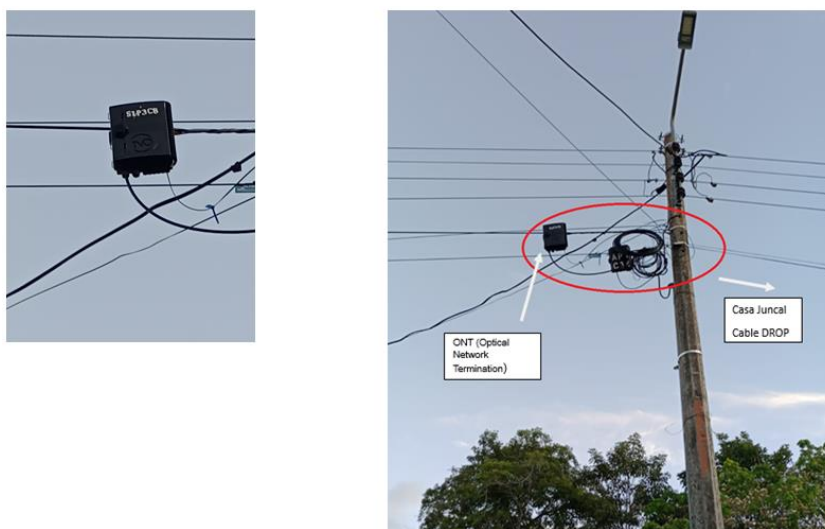 S1P3CB
ONT (Optical
Network
Termination)
Casa Juncal
Cable DROP